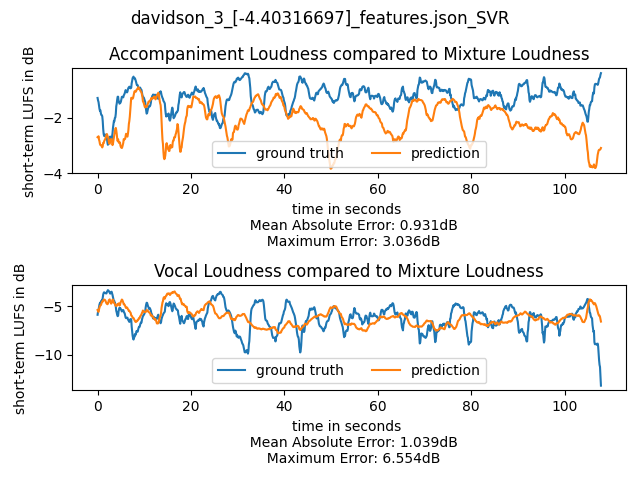 davidson_3_[-4.40316697]_features.json_SVR
Accompaniment Loudness compared to Mixture Loudness
short-term LUFS in dB
−2
−4
ground truth
prediction
0 20 40 60 80 100
time in seconds
Mean Absolute Error: 0.931dB
Maximum Error: 3.036dB
Vocal Loudness compared to Mixture Loudness
short-term LUFS in dB
−5
−10
ground truth
prediction
0 20 40 60 80 100
time in seconds
Mean Absolute Error: 1.039dB
Maximum Error: 6.554dB